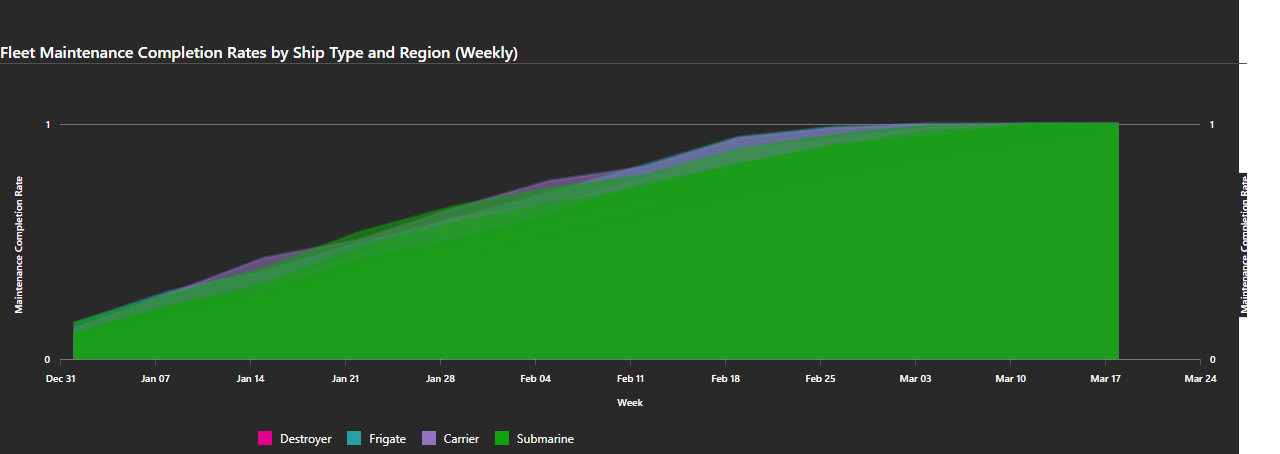 Fleet Maintenance Completion Rates by Ship Type and Region (Weekly)
1
1
Maintenance Completion Rate
Maintenance Completion Rate
0
0
Dec 31 Jan 07 Jan 14 Jan 21 Jan 28 Feb 04 Feb 11 Feb 18 Feb 25 Mar 03 Mar 10 Mar 17 Mar 24
Week
Destroyer Frigate Carrier Submarine